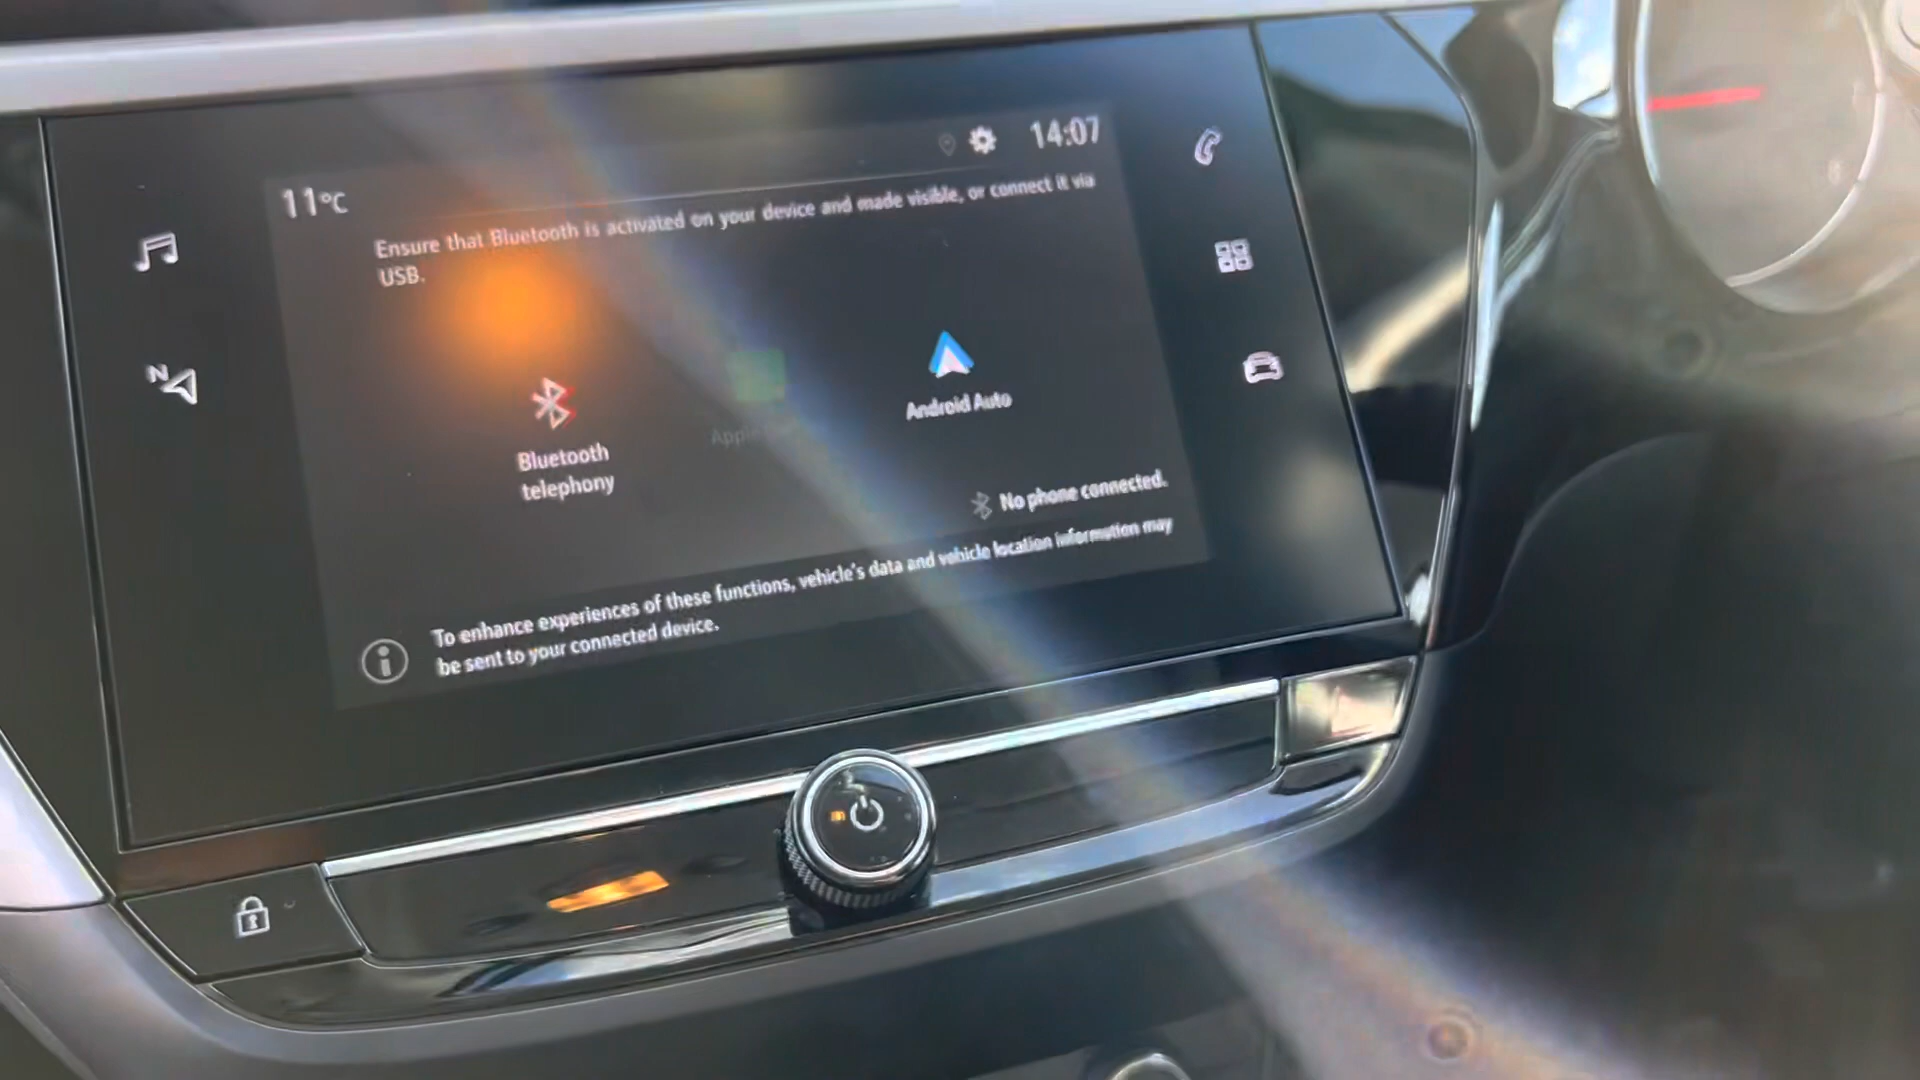 14:07
11°C
Ensure that Bluetooth is activated on your device and made visible, or connect it via
USB.
N
Android Auto
Apple
Bluetooth
telephony
No phone connected.
To enhance experiences of these functions, vehicle's data and vehicle location information may
be sent to your connected device.